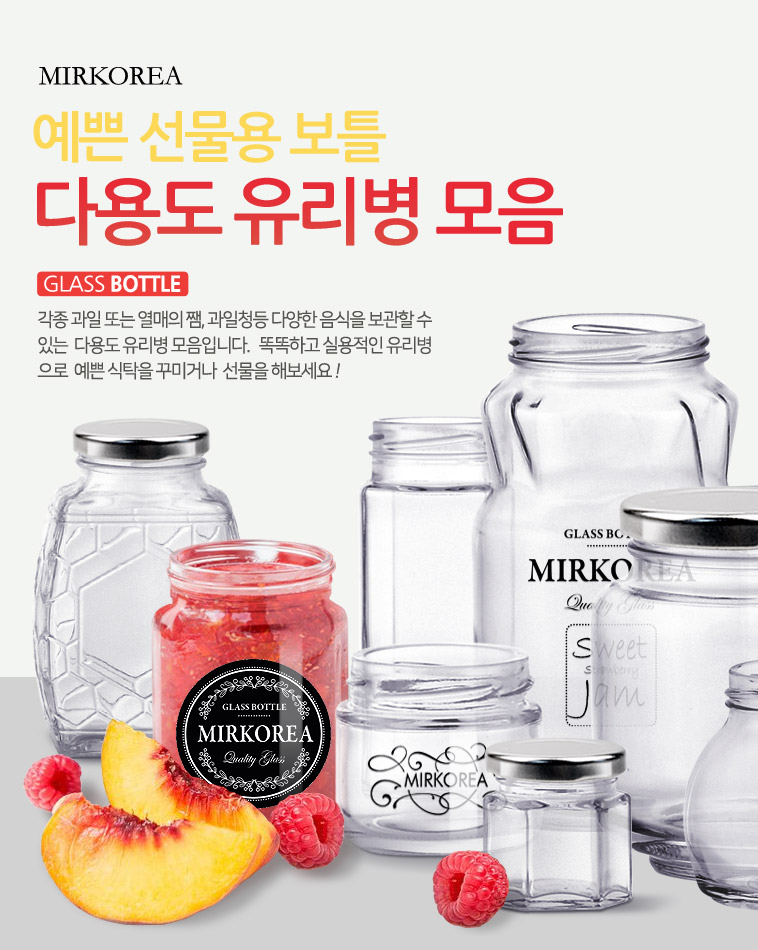 MIRKOREA
예쁜 선물용 보틀
다용도 유리병 모음
GLASS BOTTLE
각종 과일 또는 열매의 쨈, 과일청등 다양한 음식을 보관할 수
있는 다용도 유리병 모음입니다. 똑똑하고 실용적인 유리병
으로 예쁜 식탁을 꾸미거나 선물을 해보세요 !
GLASS BO
MIRKOREA
Quality Glass
Sweet
Strawberry
Jam
GLASS BOTTLE
MIRKOREA
Quality Glass
MIRKOREA